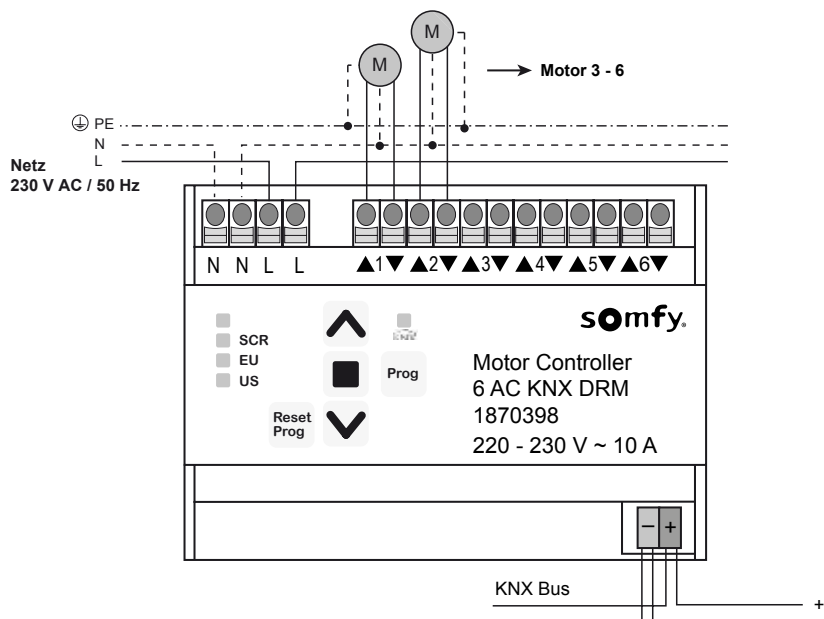 M
M
Motor 3 - 6
PE
N
L
Netz
230 V AC / 50 Hz
N N L L
▲1▼ ▲2▼ ▲3▼ ▲4▼ ▲5▼ ▲6▼
somfy.
SCR
EU
US
KNX
Prog
Reset
Prog
Motor Controller
6 AC KNX DRM
1870398
220 - 230 V ~ 10 A
− +
KNX Bus
+